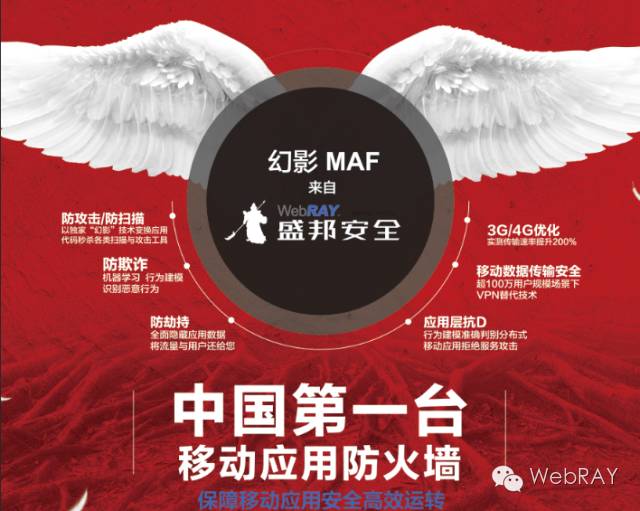 幻影 MAF
来自
WebRAY
盛邦安全
防攻击/防扫描
以独家“幻影”技术变换应用
代码秒杀各类扫描与攻击工具
防欺诈
机器学习 行为建模
识别恶意行为
防劫持
全面隐藏应用数据
将流量与用户还给您
3G/4G优化
实测传输速率提升200%
移动数据传输安全
超100万用户规模场景下
VPN替代技术
应用层抗D
行为建模准确判别分布式
移动应用拒绝服务攻击
中国第一台
移动应用防火墙
保障移动应用安全高效运转
WebRAY